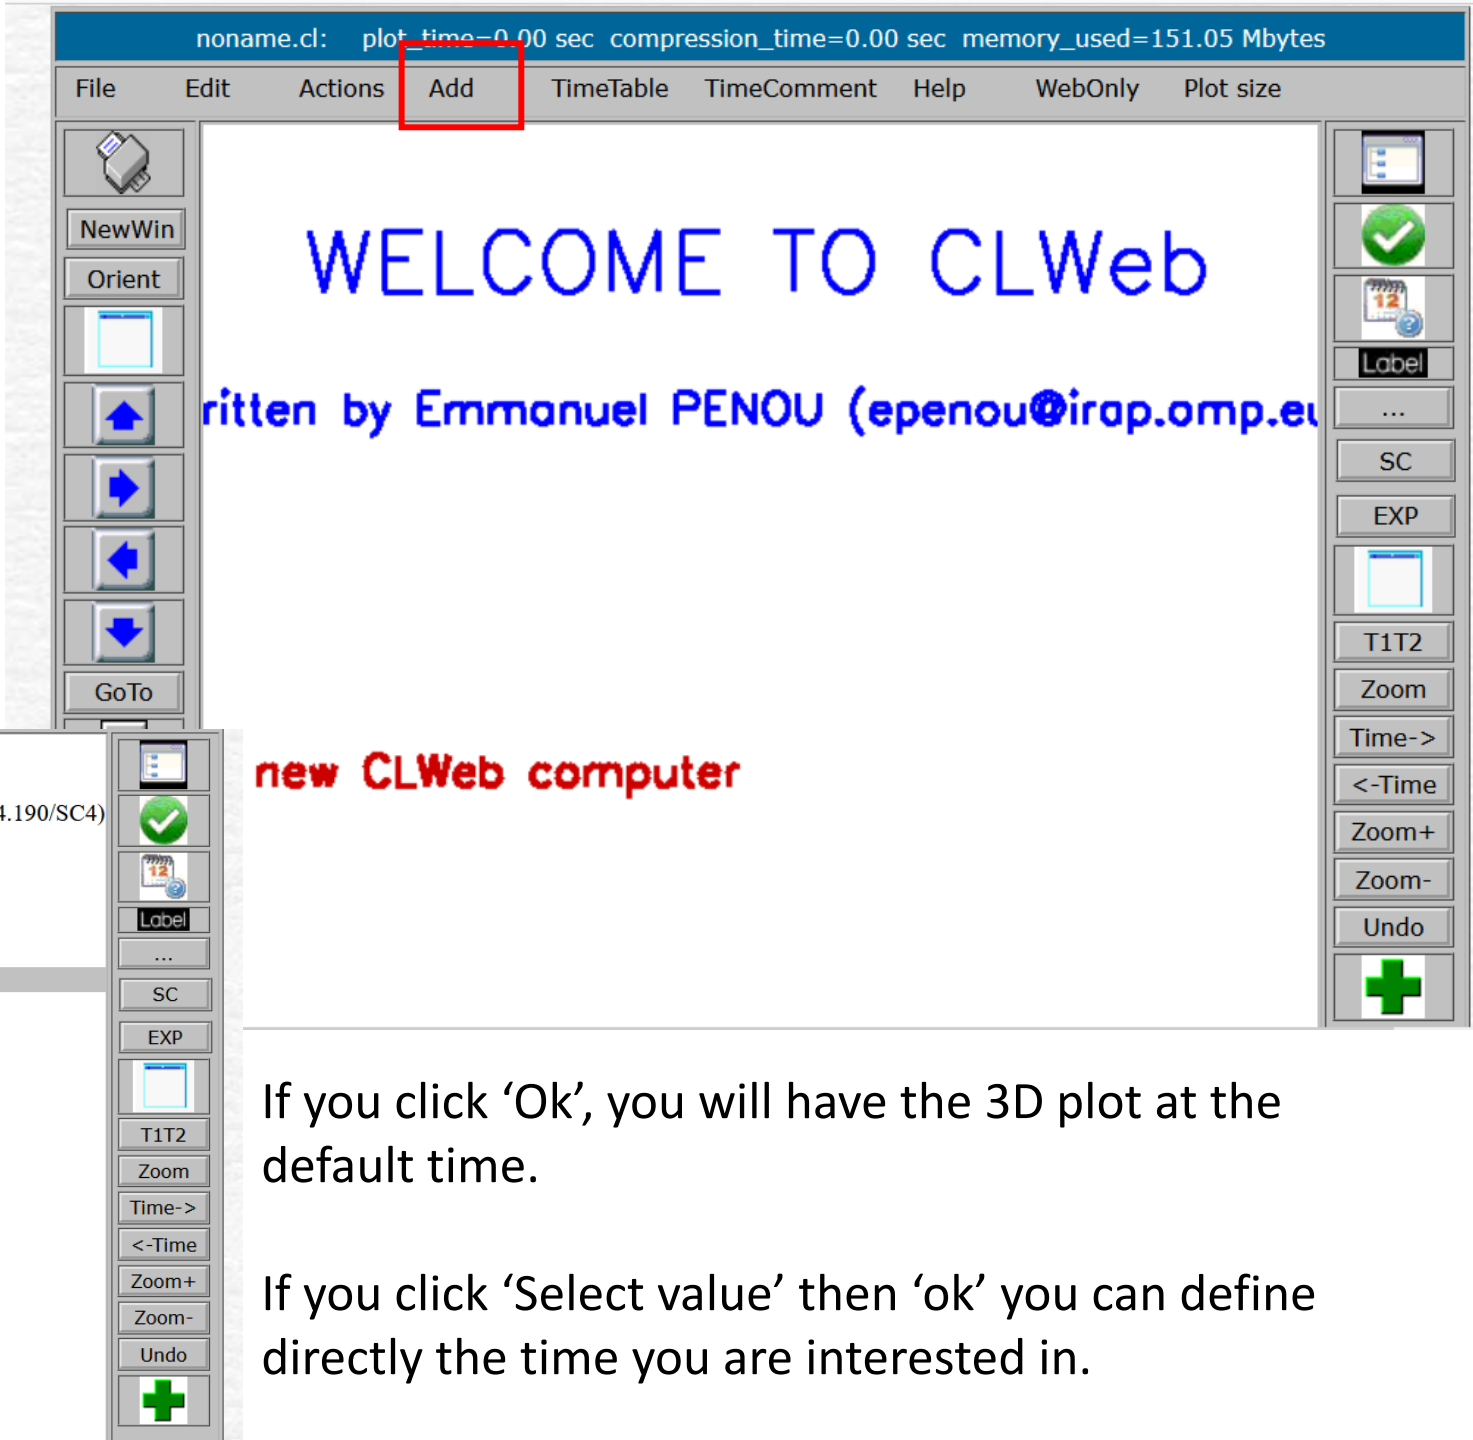 noname.cl: plot_time=0.00 sec compression_time=0.00 sec memory_used=151.05 Mbytes
File Edit Actions Add TimeTable TimeComment Help WebOnly Plot size
NewWin
Orient
GoTo
WELCOME TO CLWeb
ritten by Emmanuel PENOU (epenou@irap.omp.eu
new CLWeb computer
12
Label
...
SC
EXP
T1T2
Zoom
Time->
<-Time
Zoom+
Zoom-
Undo
4.190/SC4)
12
Label
...
SC
EXP
T1T2
Zoom
Time->
<-Time
Zoom+
Zoom-
Undo
If you click ‘Ok’, you will have the 3D plot at the
default time.
If you click ‘Select value’ then ‘ok’ you can define
directly the time you are interested in.